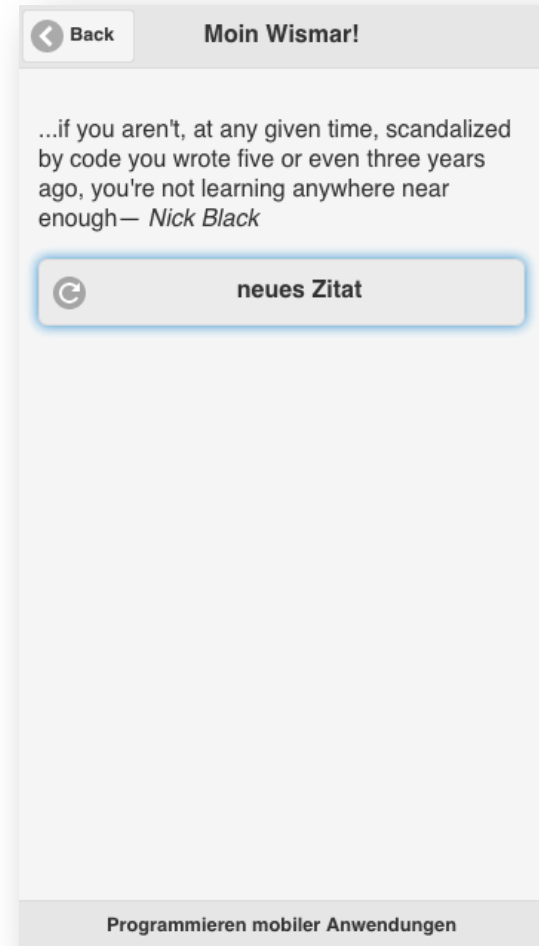 Back
Moin Wismar!
...if you aren't, at any given time, scandalized
by code you wrote five or even three years
ago, you're not learning anywhere near
enough— Nick Black
neues Zitat
Programmieren mobiler Anwendungen